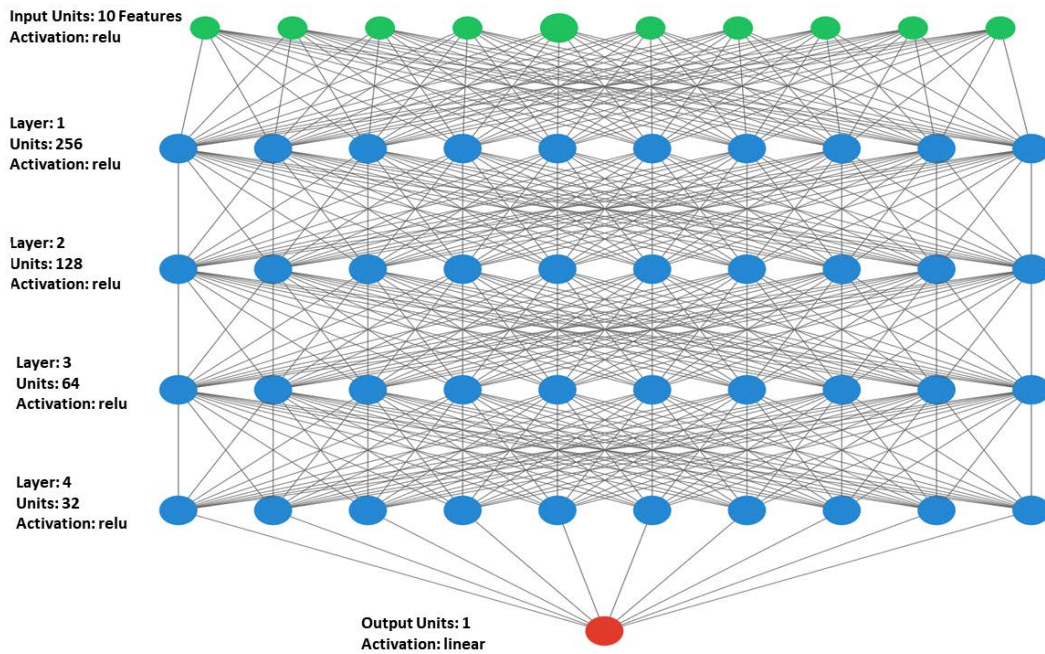 Input Units: 10 Features
Activation: relu
Layer: 1
Units: 256
Activation: relu
Layer: 2
Units: 128
Activation: relu
Layer: 3
Units: 64
Activation: relu
Layer: 4
Units: 32
Activation: relu
Output Units: 1
Activation: linear